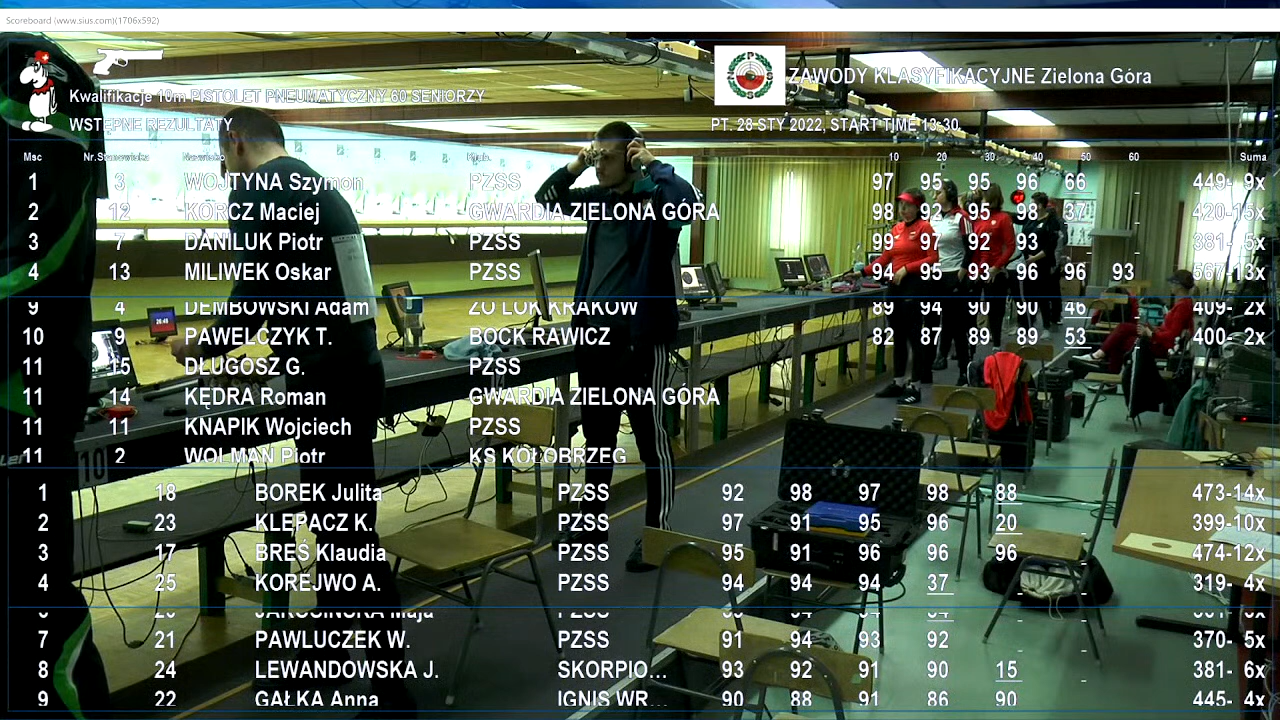 Scoreboard (www.sius.com)(1706x592)
ZAWODY KLASYFIKACYJNE Zielona Góra
Kwalifikacje 10m PISTOLET PNEUMATYCZNY 60 SENIORZY
WSTĘPNE REZULTATY PT. 28 STY 2022, START TIME 13:30
Msc Nr.Stanowiska Nazwisko Klub 10 20 30 40 50 60 Suma
1 3 WOJTYNA Szymon PZSS 97 95 95 96 66 _ 449- 9x
2 12 KORCZ Maciej GWARDIA ZIELONA GÓRA 98 92 95 98 37 _ 420-15x
3 7 DANILUK Piotr PZSS 99 97 92 93 _ _ 381- 5x
4 13 MILIWEK Oskar PZSS 94 95 93 96 96 93 567-13x
9 4 DEMBOWSKI Adam ZO LOK KRAKÓW 89 94 90 90 46 _ 409- 2x
10 9 PAWELCZYK T. BOCK RAWICZ 82 87 89 89 53 _ 400- 2x
11 15 DŁUGOSZ G. PZSS
11 14 KĘDRA Roman GWARDIA ZIELONA GÓRA
11 11 KNAPIK Wojciech PZSS
11 2 WOLMAN Piotr KS KOŁOBRZEG
10
1 18 BOREK Julita PZSS 92 98 97 98 88 473-14x
2 23 KLEPACZ K. PZSS 97 91 95 96 20 _ 399-10x
3 17 BREŚ Klaudia PZSS 95 91 96 96 96 _ 474-12x
4 25 KOREJWO A. PZSS 94 94 94 37 _ _ 319- 4x
7 21 PAWLUCZEK W. PZSS 91 94 93 92 _ _ 370- 5x
8 24 LEWANDOWSKA J. SKORPIO... 93 92 91 90 15 _ 381- 6x
9 22 GAŁKA Anna IGNIS WR... 90 88 91 86 90 445- 4x